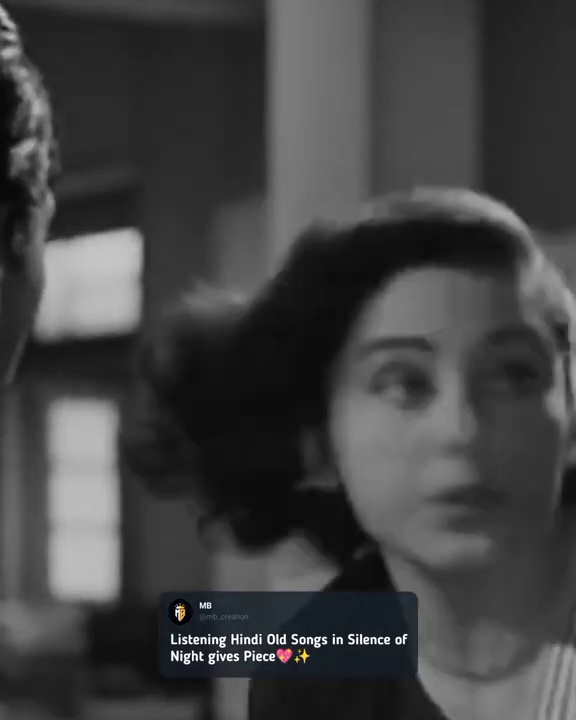 MB
@mb_creation
Listening Hindi Old Songs in Silence of
Night gives Piece💖✨